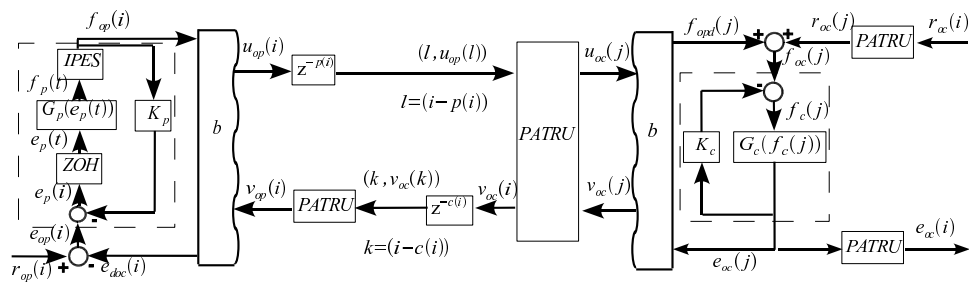 f_op(i)
IPES
f_p(t)
G_p(e_p(t))
K_p
e_p(t)
ZOH
e_p(i)
-
e_op(i)
r_op(i)
+
-
e_doc(i)
b
u_op(i)
z^-p(i)
(l,u_op(l))
l=(i-p(i))
v_op(i)
PATRU
(k,v_oc(k))
z^-c(i)
v_oc(i)
k=(i-c(i))
PATRU
u_oc(j)
v_oc(j)
b
f_opd(j)
+
+
r_oc(j)
PATRU
r_oc(i)
f_oc(j)
-
f_c(j)
K_c
G_c(f_c(j))
e_oc(j)
PATRU
e_oc(i)